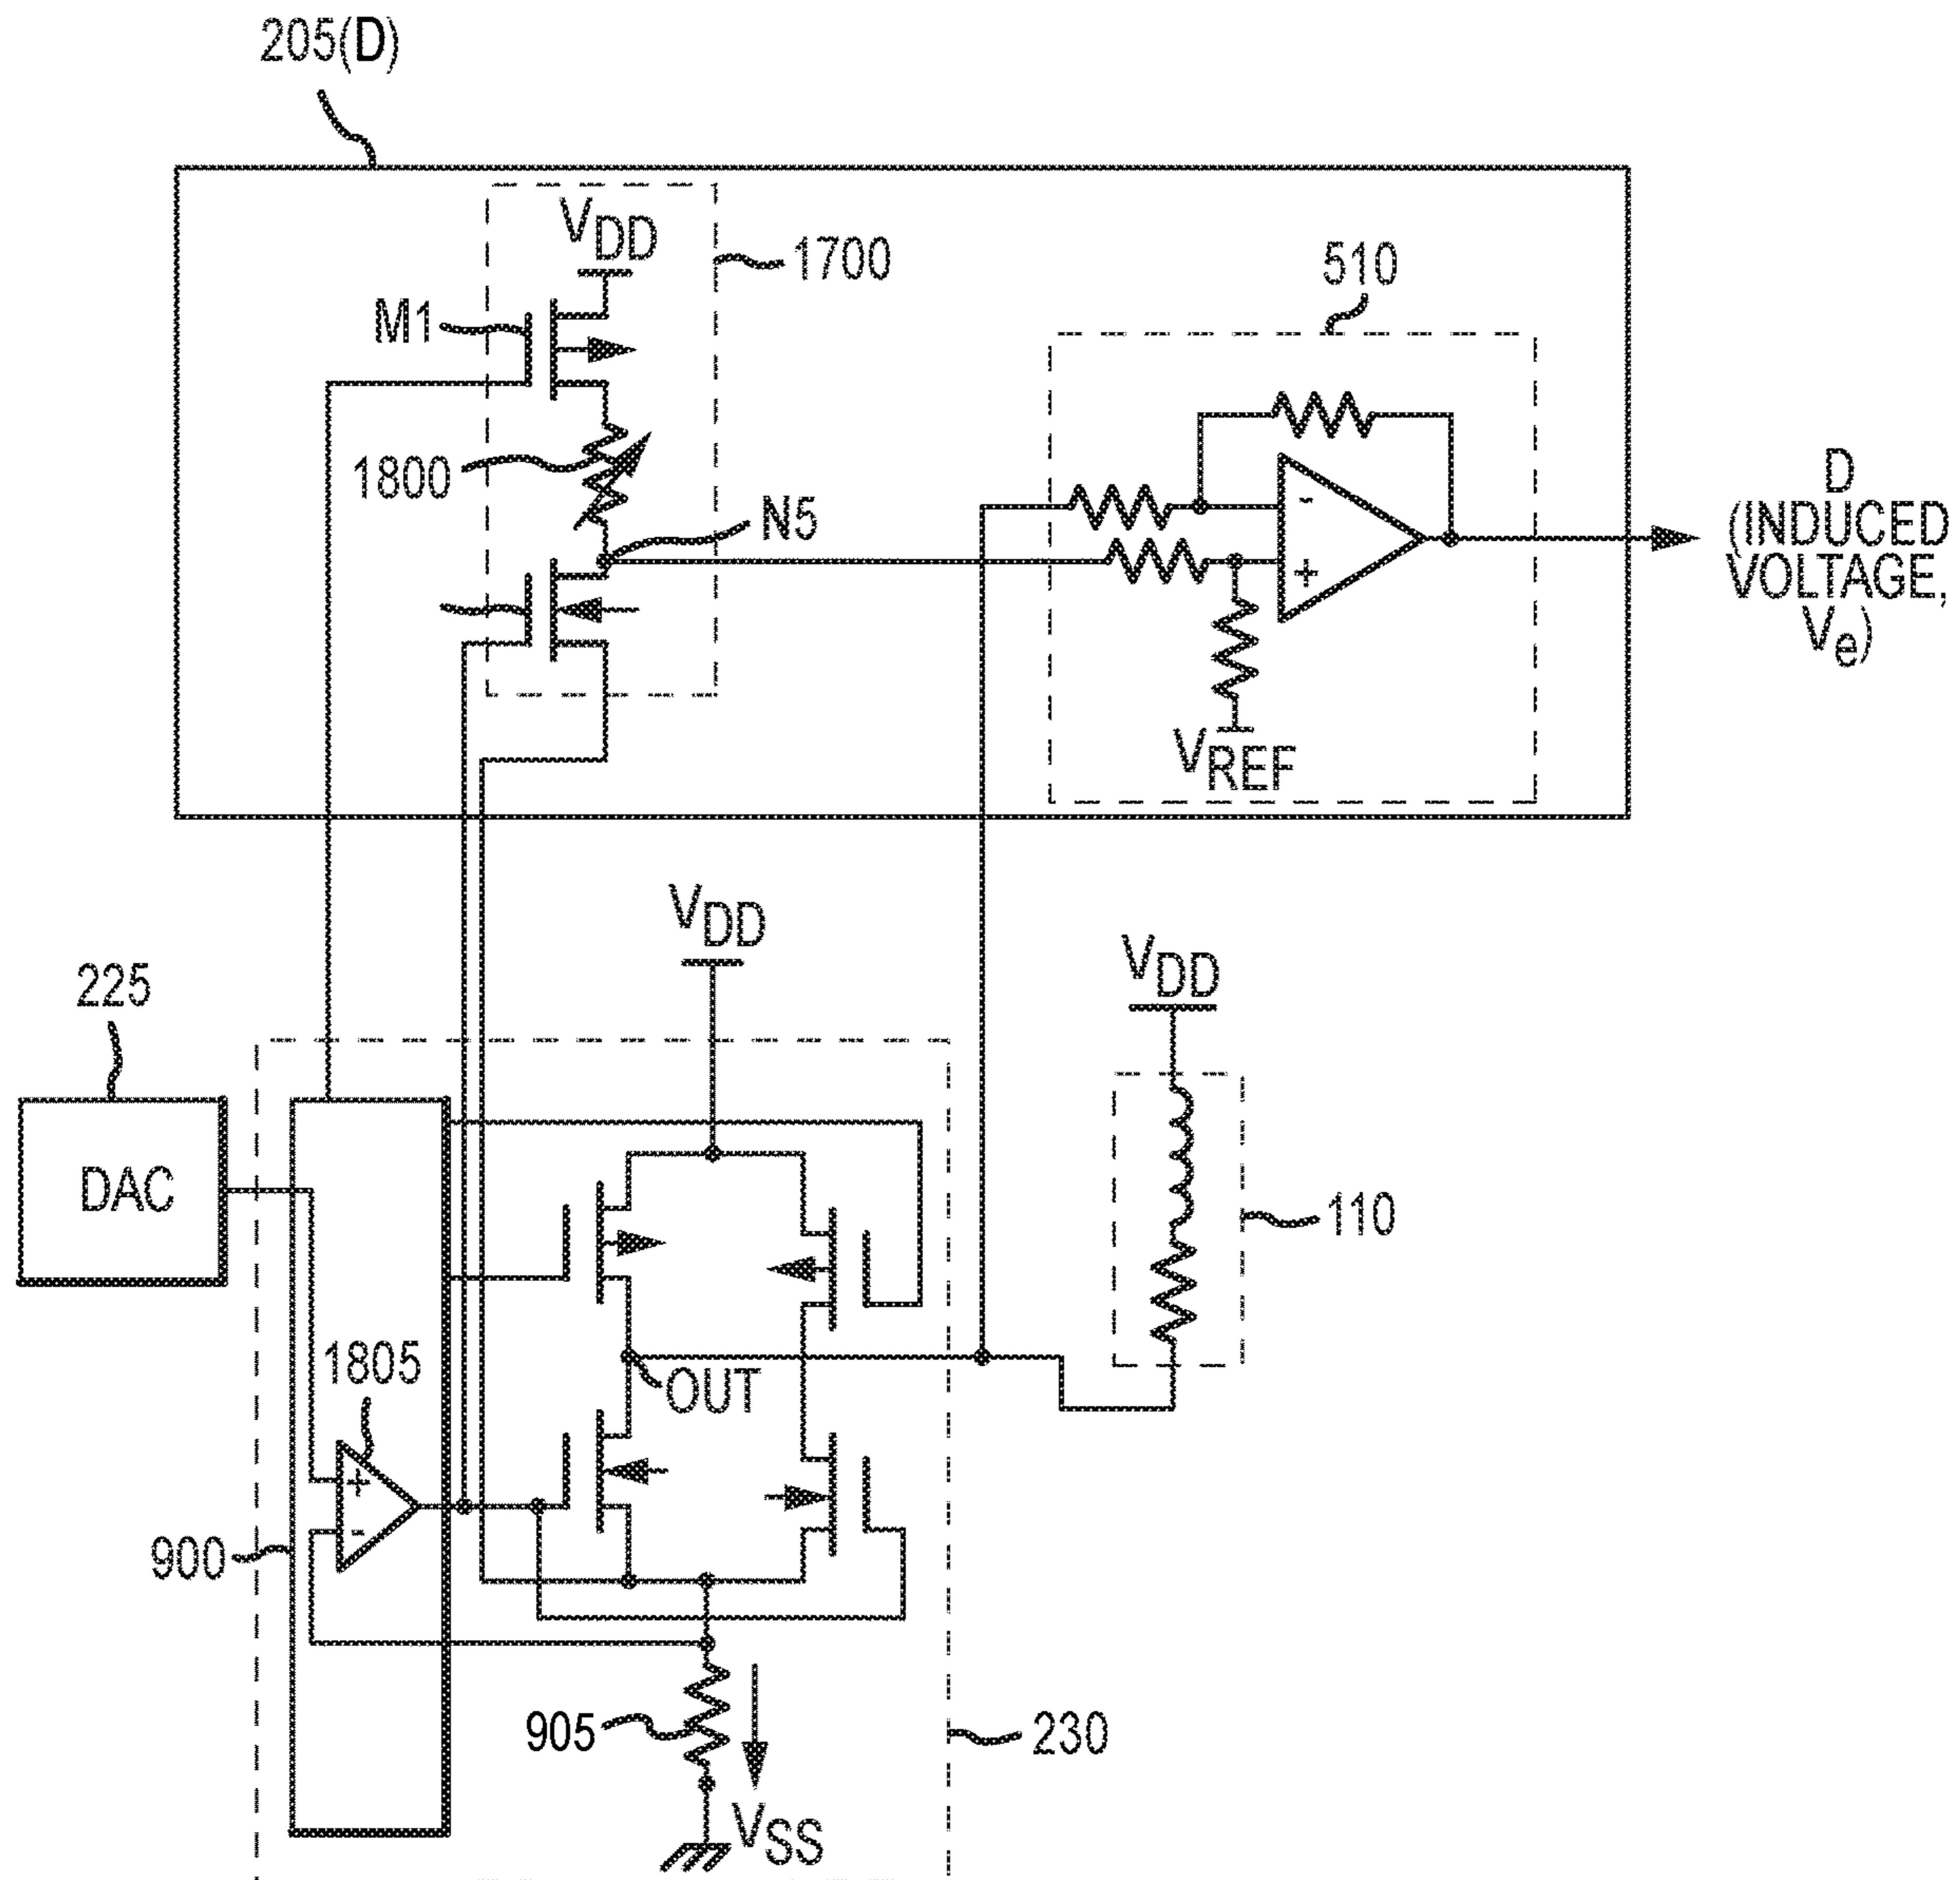 205(D)
VDD
1700
M1
510
1800
N5
-
+
D
(INDUCED
VOLTAGE,
Ve)
VREF
VDD
VDD
225
DAC
110
1805
OUT
+
-
900
905
230
VSS